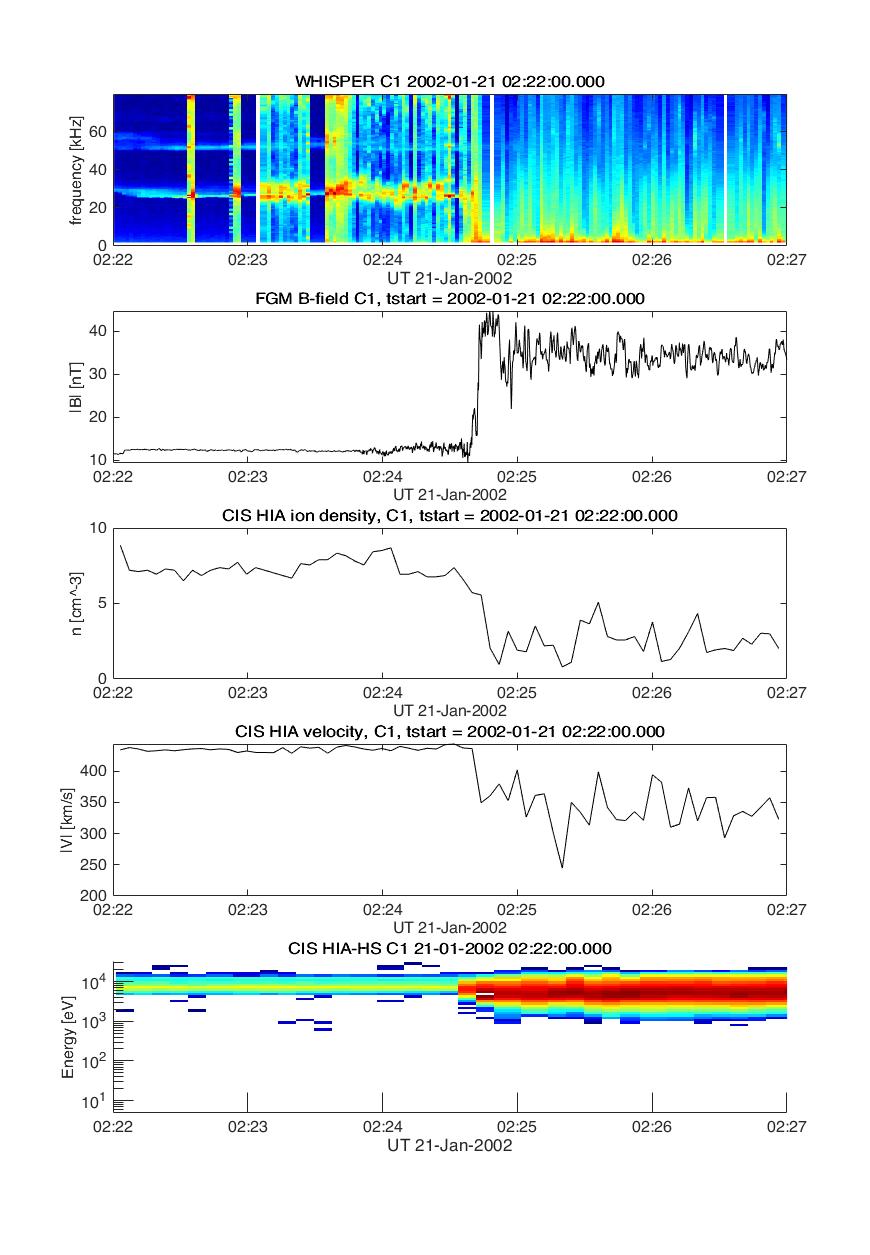 WHISPER C1 2002-01-21 02:22:00.000
frequency [kHz]
60
40
20
0
02:22 02:23 02:24 02:25 02:26 02:27
UT 21-Jan-2002
FGM B-field C1, tstart = 2002-01-21 02:22:00.000
|B| [nT]
40
30
20
10
02:22 02:23 02:24 02:25 02:26 02:27
UT 21-Jan-2002
CIS HIA ion density, C1, tstart = 2002-01-21 02:22:00.000
n [cm^-3]
10
5
0
02:22 02:23 02:24 02:25 02:26 02:27
UT 21-Jan-2002
CIS HIA velocity, C1, tstart = 2002-01-21 02:22:00.000
|V| [km/s]
400
350
300
250
200
02:22 02:23 02:24 02:25 02:26 02:27
UT 21-Jan-2002
CIS HIA-HS C1 21-01-2002 02:22:00.000
Energy [eV]
10⁴
10³
10²
10¹
02:22 02:23 02:24 02:25 02:26 02:27
UT 21-Jan-2002